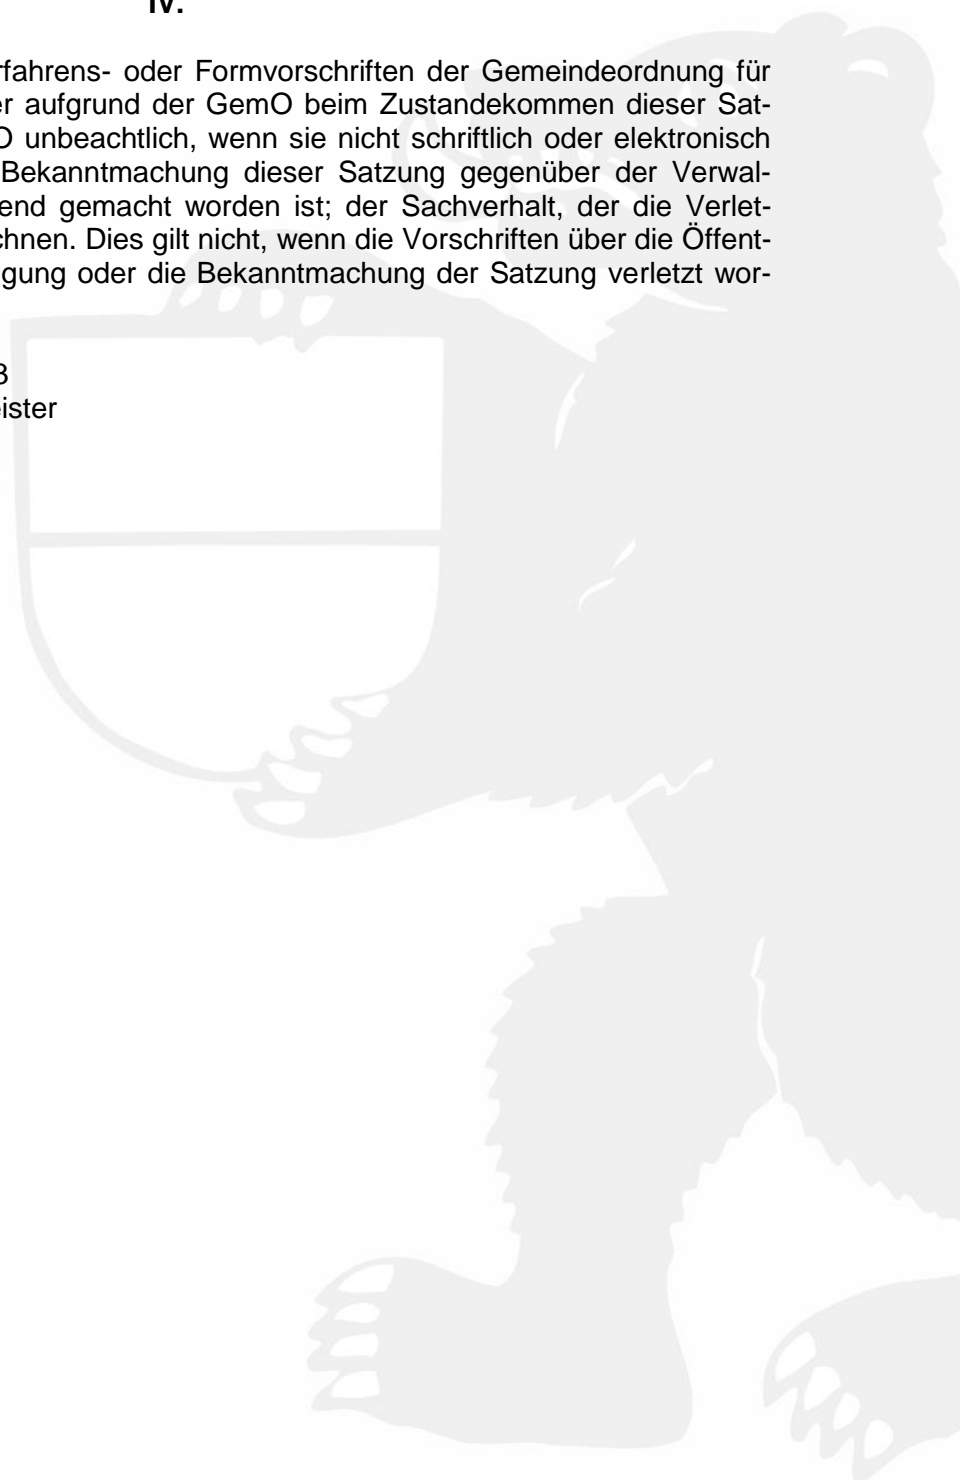 IV.
rfahrens- oder Formvorschriften der Gemeindeordnung für
er aufgrund der GemO beim Zustandekommen dieser Sat-
O unbeachtlich, wenn sie nicht schriftlich oder elektronisch
Bekanntmachung dieser Satzung gegenüber der Verwal-
end gemacht worden ist; der Sachverhalt, der die Verlet-
chnen. Dies gilt nicht, wenn die Vorschriften über die Öffent-
gung oder die Bekanntmachung der Satzung verletzt wor-
ister